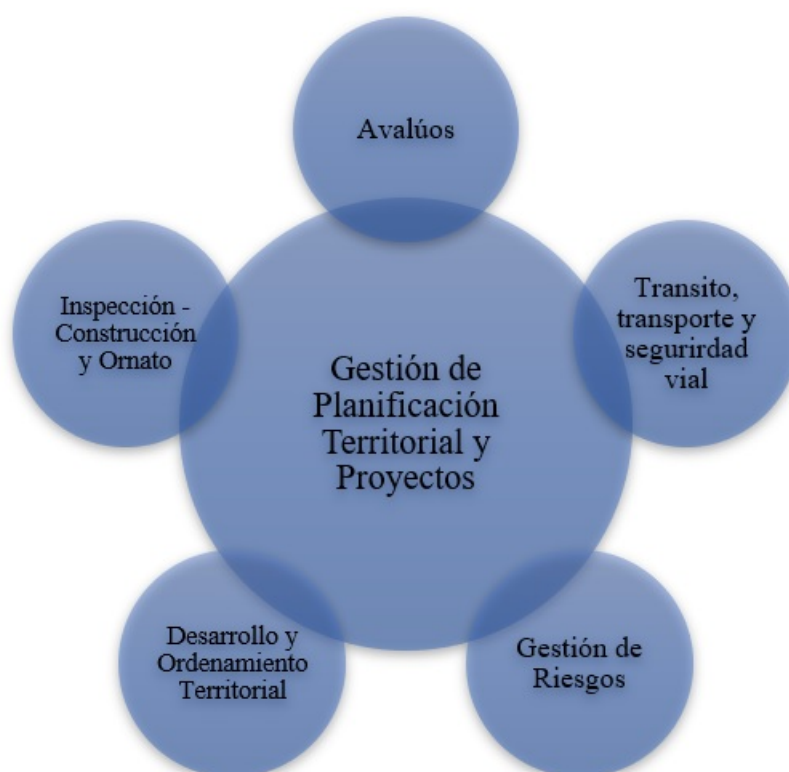 Avalúos
Transito,
transporte y
segurirdad
vial
Inspección -
Construcción
y Ornato
Gestión de
Planificación
Territorial y
Proyectos
Desarrollo y
Ordenamiento
Territorial
Gestión de
Riesgos